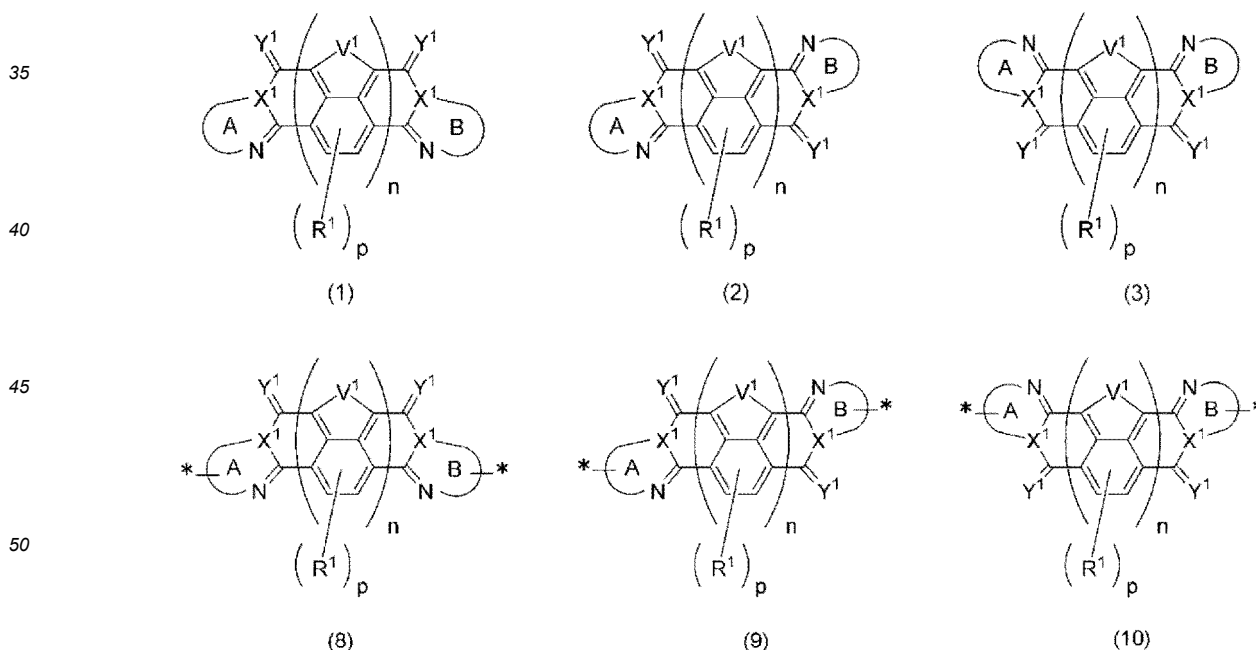 Y¹ V¹ Y¹ Y¹ V¹ N N V¹ N
35
B A B
X¹ X¹ X¹ X¹ X¹ X¹
A B A
N N N Y¹ Y¹ Y¹
n n n
40
(R¹)p (R¹)p (R¹)p
(1) (2) (3)
45
Y¹ V¹ Y¹ Y¹ V¹ N N V¹ N
B * * A B *
X¹ X¹ X¹ X¹ X¹ X¹
* A B * * A
N N N Y¹ Y¹ Y¹
n n n
50
(R¹)p (R¹)p (R¹)p
(8) (9) (10)